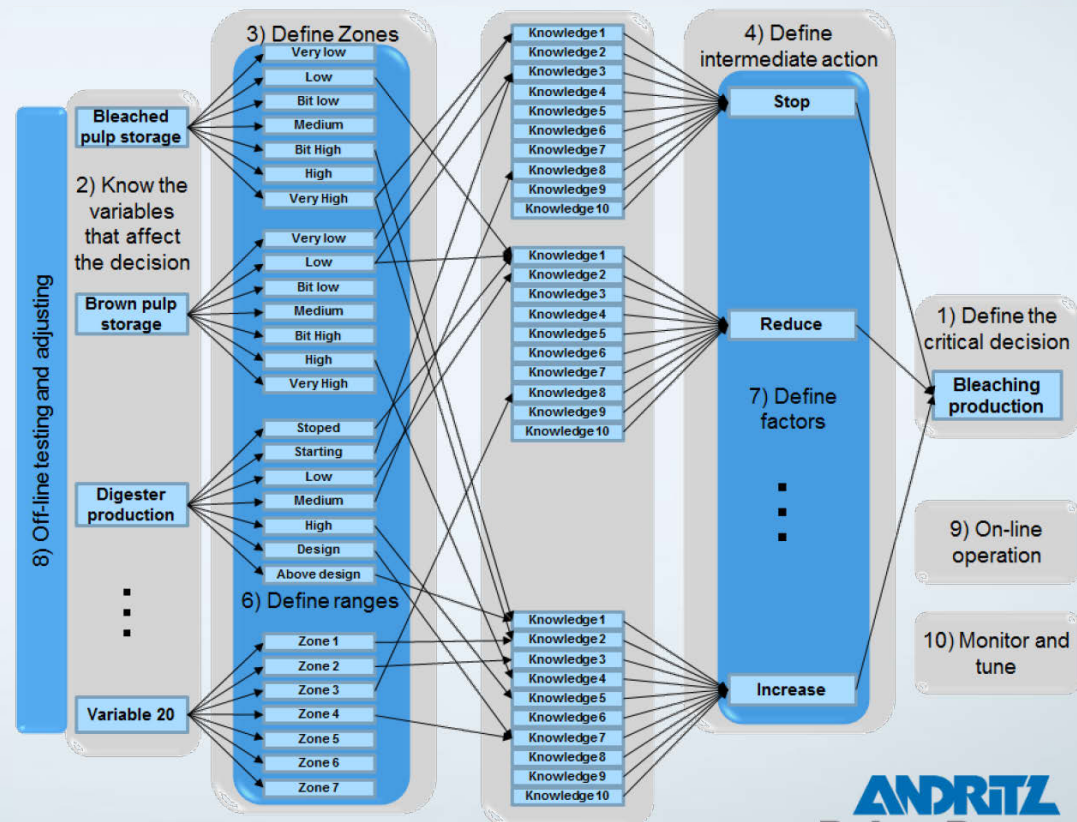 8) Off-line testing and adjusting
2) Know the
variables
that affect
the decision
Bleached
pulp storage
Brown pulp
storage
Digester
production
Variable 20
3) Define Zones
Very low
Low
Bit low
Medium
Bit High
High
Very High
Very low
Low
Bit low
Medium
Bit High
High
Very High
Stoped
Starting
Low
Medium
High
Design
Above design
6) Define ranges
Zone 1
Zone 2
Zone 3
Zone 4
Zone 5
Zone 6
Zone 7
Knowledge 1
Knowledge 2
Knowledge 3
Knowledge 4
Knowledge 5
Knowledge 6
Knowledge 7
Knowledge 8
Knowledge 9
Knowledge 10
Knowledge 1
Knowledge 2
Knowledge 3
Knowledge 4
Knowledge 5
Knowledge 6
Knowledge 7
Knowledge 8
Knowledge 9
Knowledge 10
Knowledge 1
Knowledge 2
Knowledge 3
Knowledge 4
Knowledge 5
Knowledge 6
Knowledge 7
Knowledge 8
Knowledge 9
Knowledge 10
4) Define
intermediate action
Stop
Reduce
7) Define
factors
Increase
1) Define the
critical decision
Bleaching
production
9) On-line
operation
10) Monitor and
tune
ANDRITZ